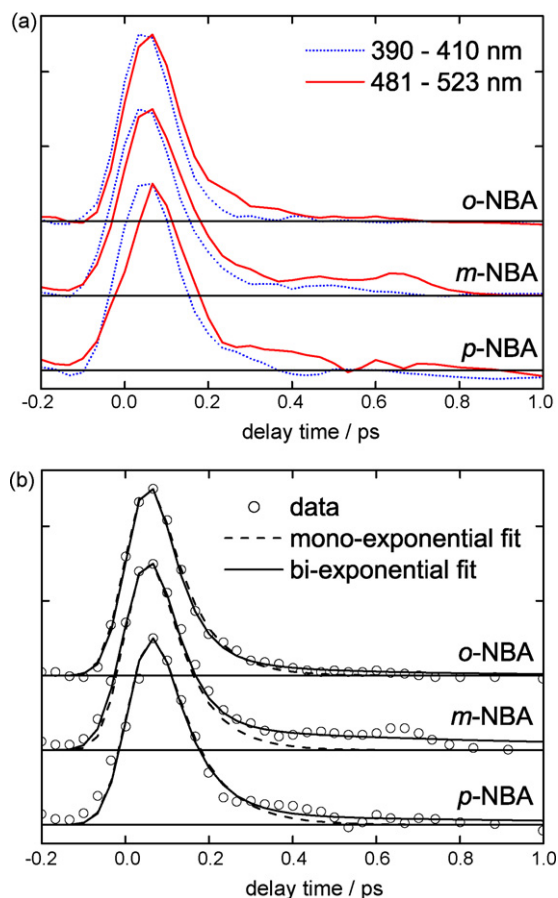 (a)
390 - 410 nm
481 - 523 nm
o-NBA
m-NBA
p-NBA
-0.2 0.0 0.2 0.4 0.6 0.8 1.0
delay time / ps
(b)
data
mono-exponential fit
bi-exponential fit
o-NBA
m-NBA
p-NBA
-0.2 0.0 0.2 0.4 0.6 0.8 1.0
delay time / ps